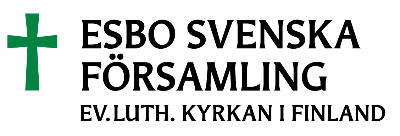 ESBO SVENSKA
FÖRSAMLING
EV.LUTH. KYRKAN I FINLAND